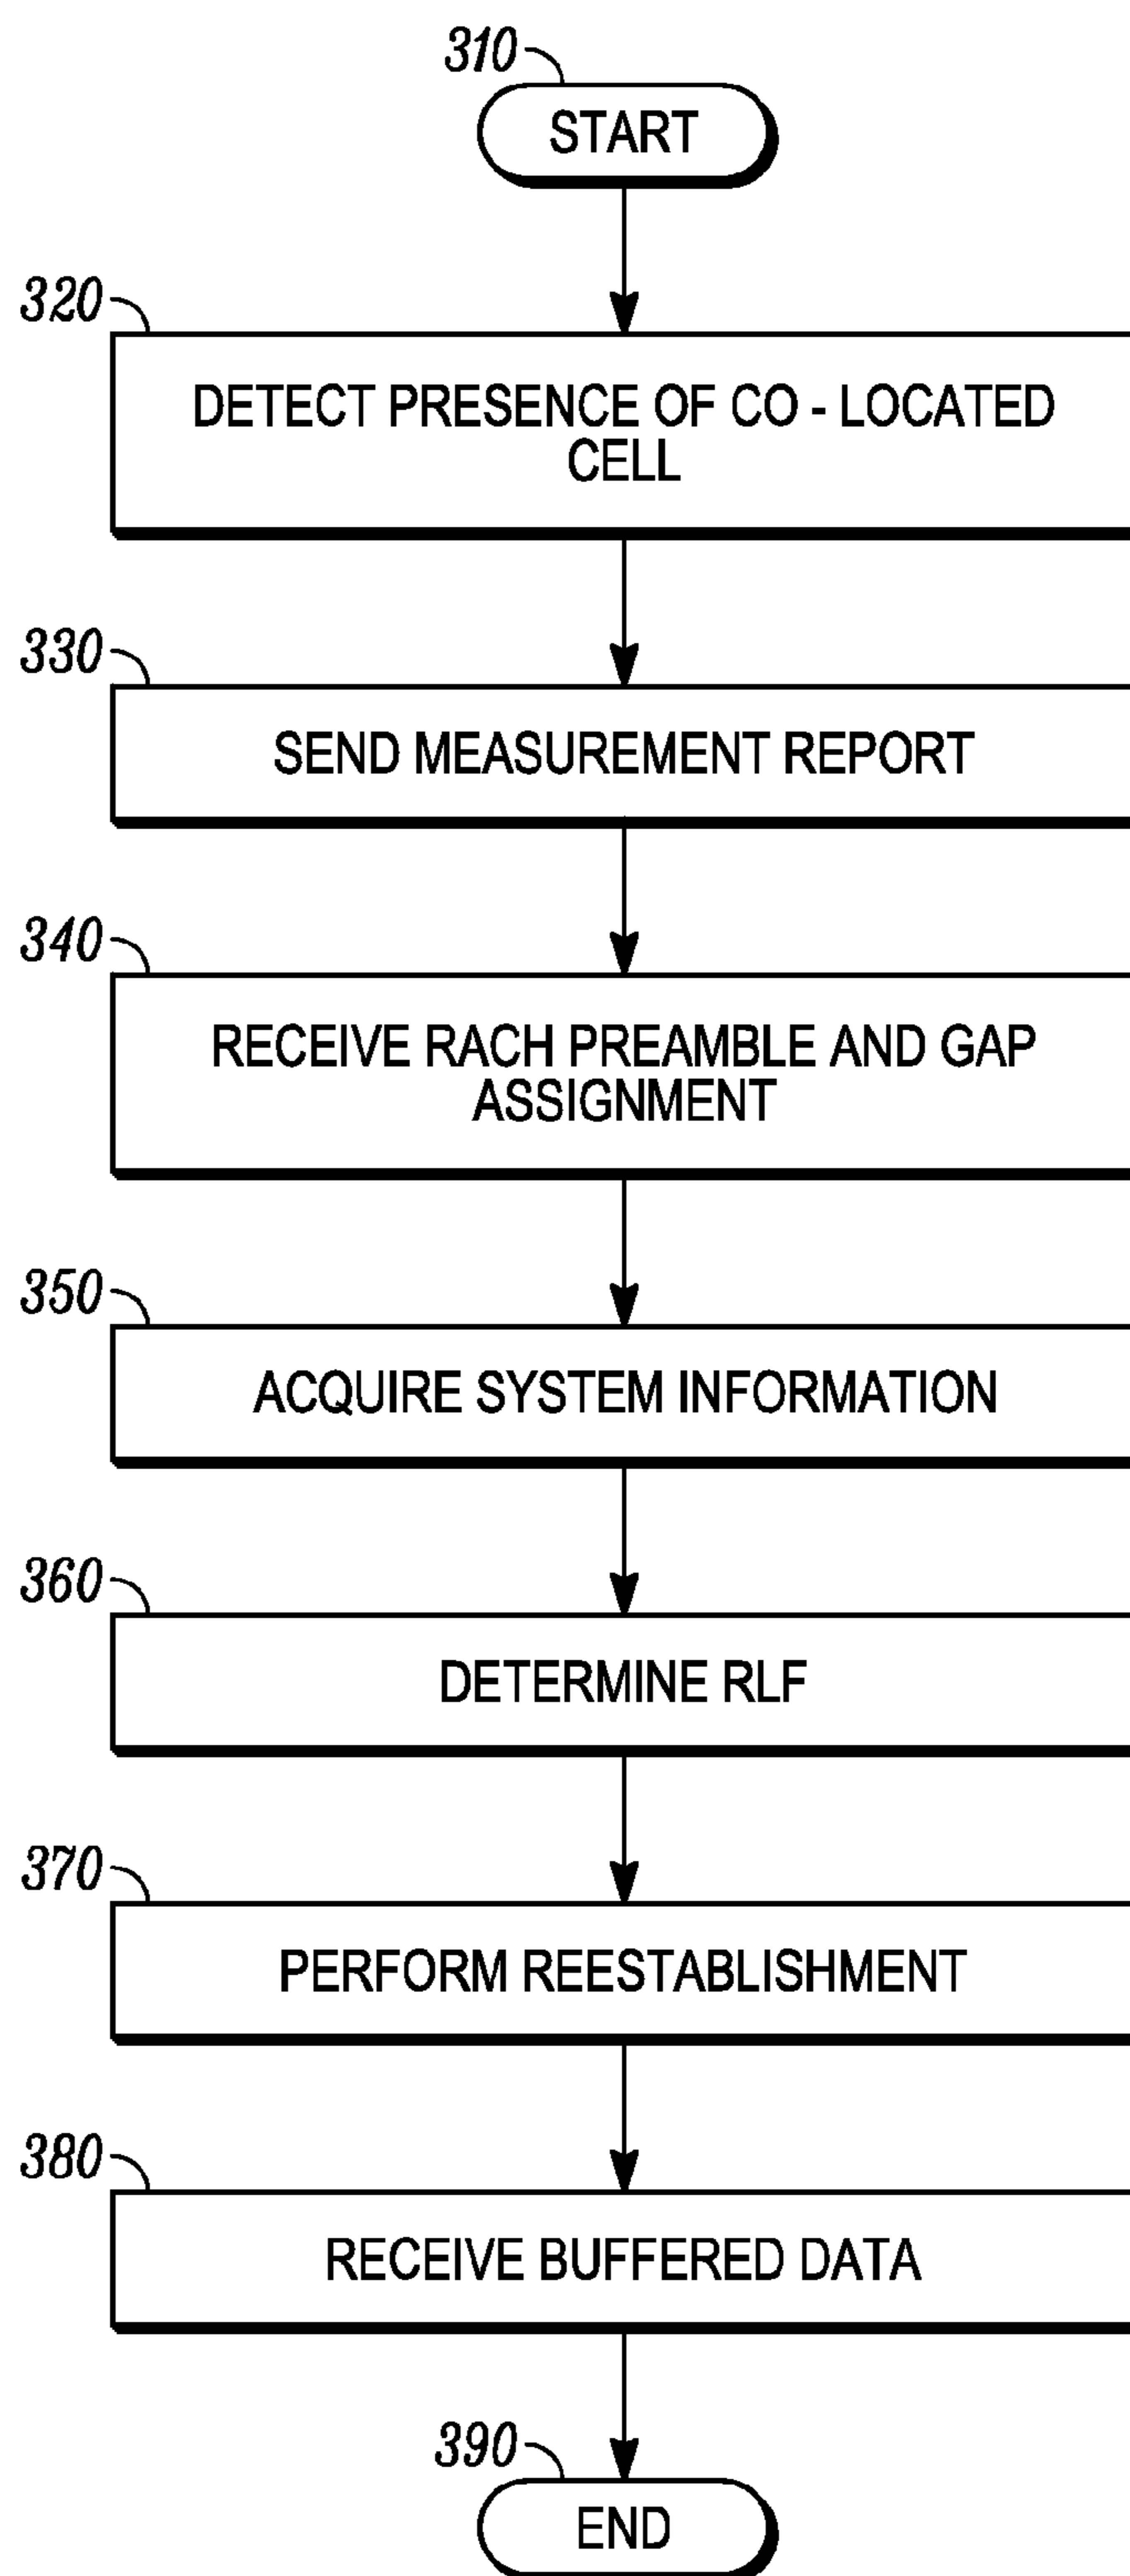 310
START
320
DETECT PRESENCE OF CO - LOCATED
CELL
330
SEND MEASUREMENT REPORT
340
RECEIVE RACH PREAMBLE AND GAP
ASSIGNMENT
350
ACQUIRE SYSTEM INFORMATION
360
DETERMINE RLF
370
PERFORM REESTABLISHMENT
380
RECEIVE BUFFERED DATA
390
END